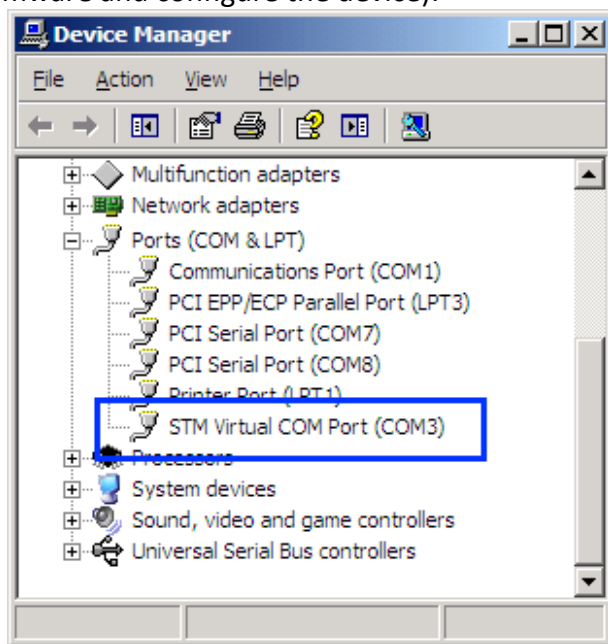 mware and configure the device).
Device Manager
File Action View Help
Multifunction adapters
Network adapters
Ports (COM & LPT)
Communications Port (COM1)
PCI EPP/ECP Parallel Port (LPT3)
PCI Serial Port (COM7)
PCI Serial Port (COM8)
Printer Port (LPT1)
STM Virtual COM Port (COM3)
Processors
System devices
Sound, video and game controllers
Universal Serial Bus controllers